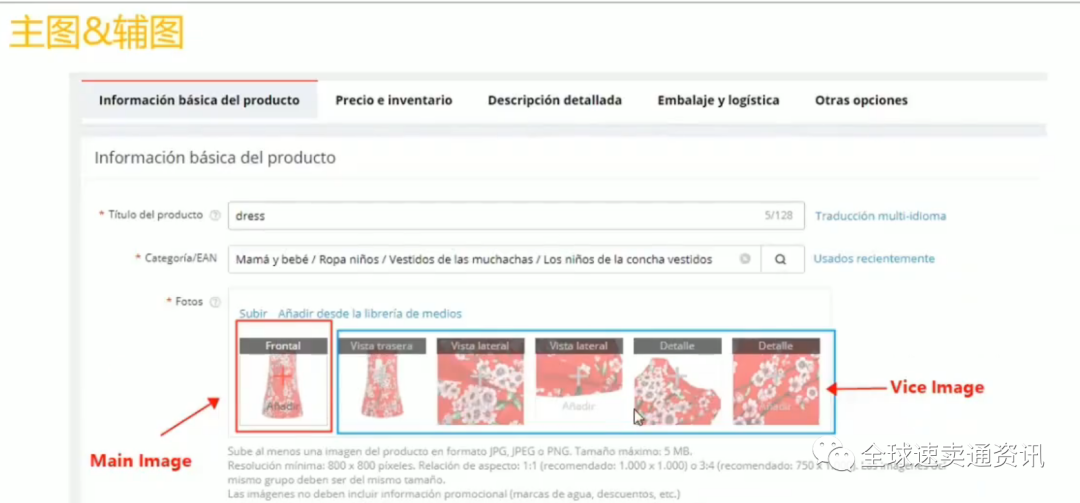 主图&辅图
Información básica del producto Precio e inventario Descripción detallada Embalaje y logística Otras opciones
Información básica del producto
* Título del producto dress 5/128 Traducción multi-idioma
* Categoría/EAN Mamá y bebé / Ropa niños / Vestidos de las muchachas / Los niños de la concha vestidos Usados recientemente
* Fotos
Subir Añadir desde la librería de medios
Frontal Vista trasera Vista lateral Vista lateral Detalle Detalle
Añadir Añadir Añadir
Vice Image
Main Image
Sube al menos una imagen del producto en formato JPG, JPEG o PNG. Tamaño máximo: 5 MB.
Resolución mínima: 800 x 800 píxeles. Relación de aspecto: 1:1 (recomendado: 1.000 x 1.000) o 3:4 (recomendado: 750 x
mismo grupo deben ser del mismo tamaño.
Las imágenes no deben incluir información promocional (marcas de agua, descuentos, etc.)
全球速卖通资讯